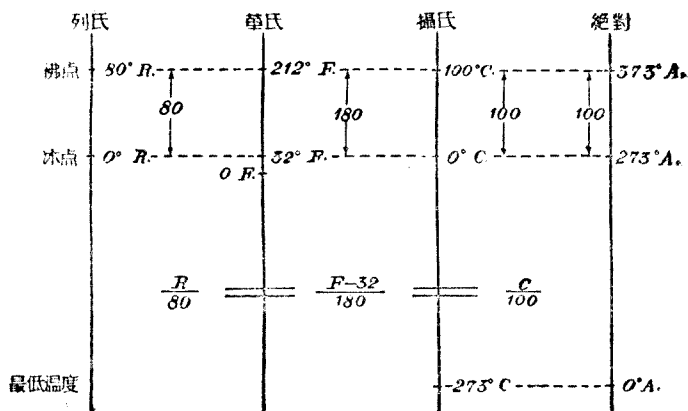 列氏 華氏 攝氏 絕對
沸点 80° R. 212° F. 100°C. 373°A.
80 180 100 100
冰点 0° R. 32° F. 0° C. 273°A.
0 F.
R/80 = F-32/180 = C/100
最低溫度 -273° C 0°A.